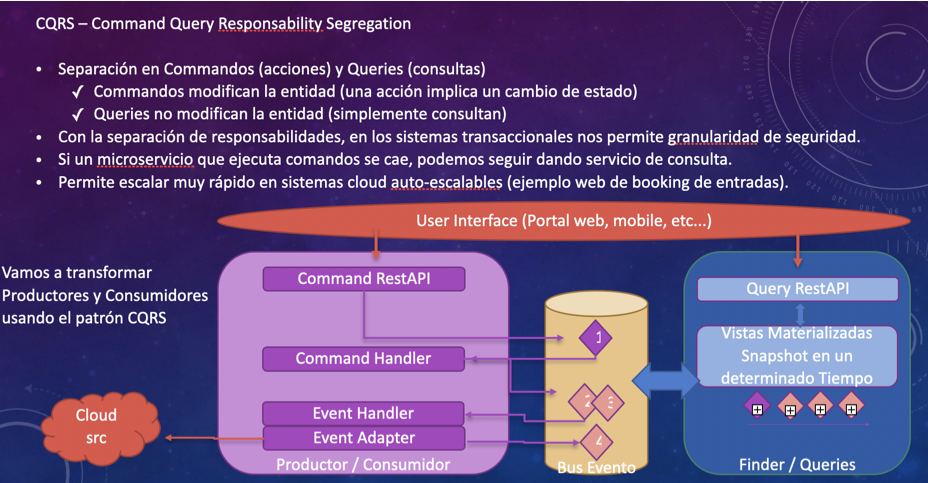 CQRS – Command Query Responsability Segregation
• Separación en Commandos (acciones) y Queries (consultas)
✓ Commandos modifican la entidad (una acción implica un cambio de estado)
✓ Queries no modifican la entidad (simplemente consultan)
• Con la separación de responsabilidades, en los sistemas transaccionales nos permite granularidad de seguridad.
• Si un microservicio que ejecuta comandos se cae, podemos seguir dando servicio de consulta.
• Permite escalar muy rápido en sistemas cloud auto-escalables (ejemplo web de booking de entradas).
User Interface (Portal web, mobile, etc...)
Vamos a transformar
Productores y Consumidores
usando el patrón CQRS
Command RestAPI
Command Handler
Event Handler
Event Adapter
Productor / Consumidor
Cloud
src
1
2
3
4
Bus Evento
Query RestAPI
Vistas Materializadas
Snapshot en un
determinado Tiempo
Finder / Queries